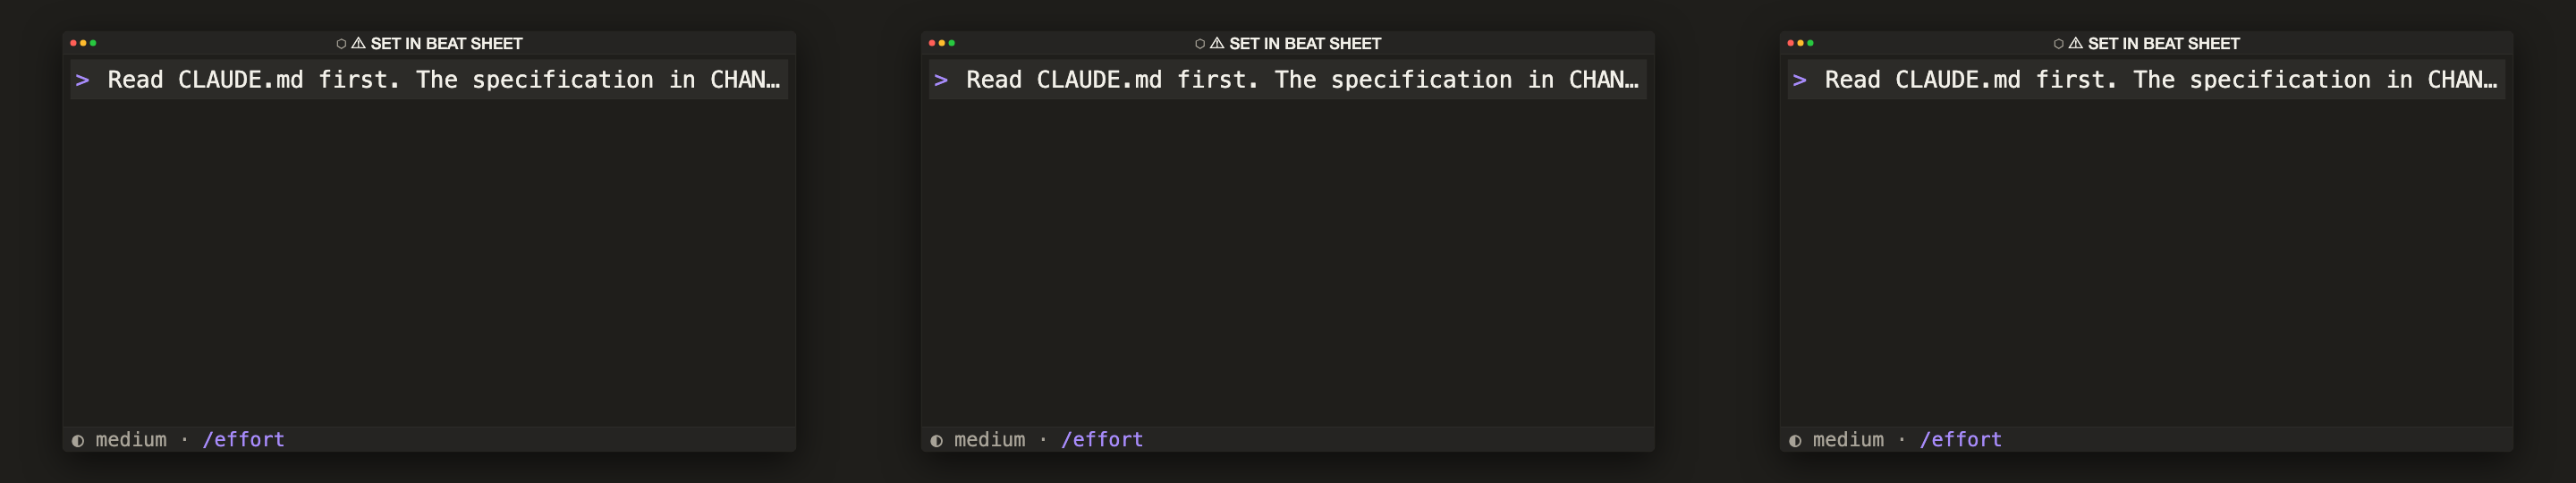 ⬡ ⚠ SET IN BEAT SHEET
> Read CLAUDE.md first. The specification in CHAN…
◐ medium · /effort
⬡ ⚠ SET IN BEAT SHEET
> Read CLAUDE.md first. The specification in CHAN…
◐ medium · /effort
⬡ ⚠ SET IN BEAT SHEET
> Read CLAUDE.md first. The specification in CHAN…
◐ medium · /effort